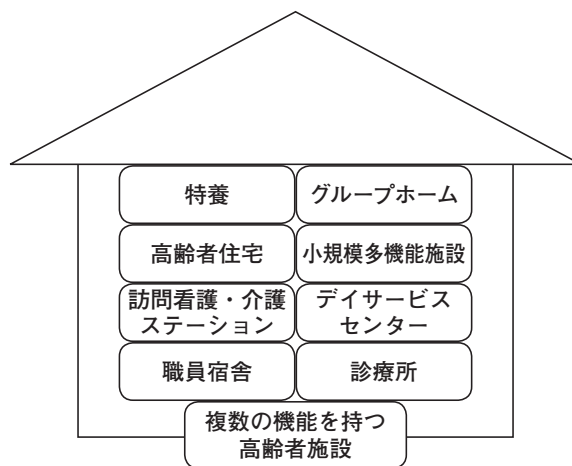 特養
グループホーム
高齢者住宅
小規模多機能施設
訪問看護・介護
ステーション
デイサービス
センター
職員宿舎
診療所
複数の機能を持つ
高齢者施設